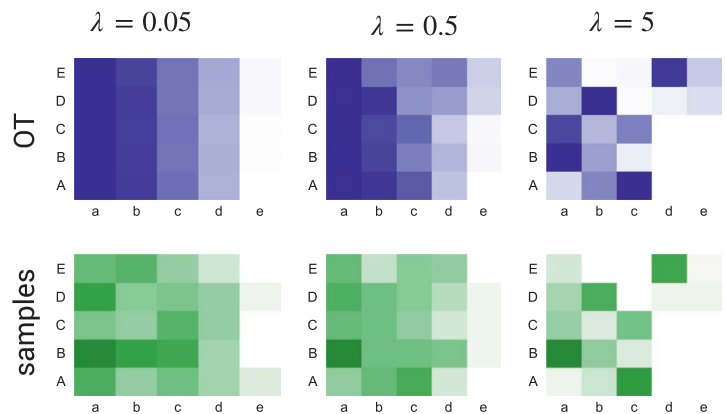 λ = 0.05 λ = 0.5 λ = 5
OT
E E E
D D D
C C C
B B B
A A A
a b c d e a b c d e a b c d e
samples
E E E
D D D
C C C
B B B
A A A
a b c d e a b c d e a b c d e